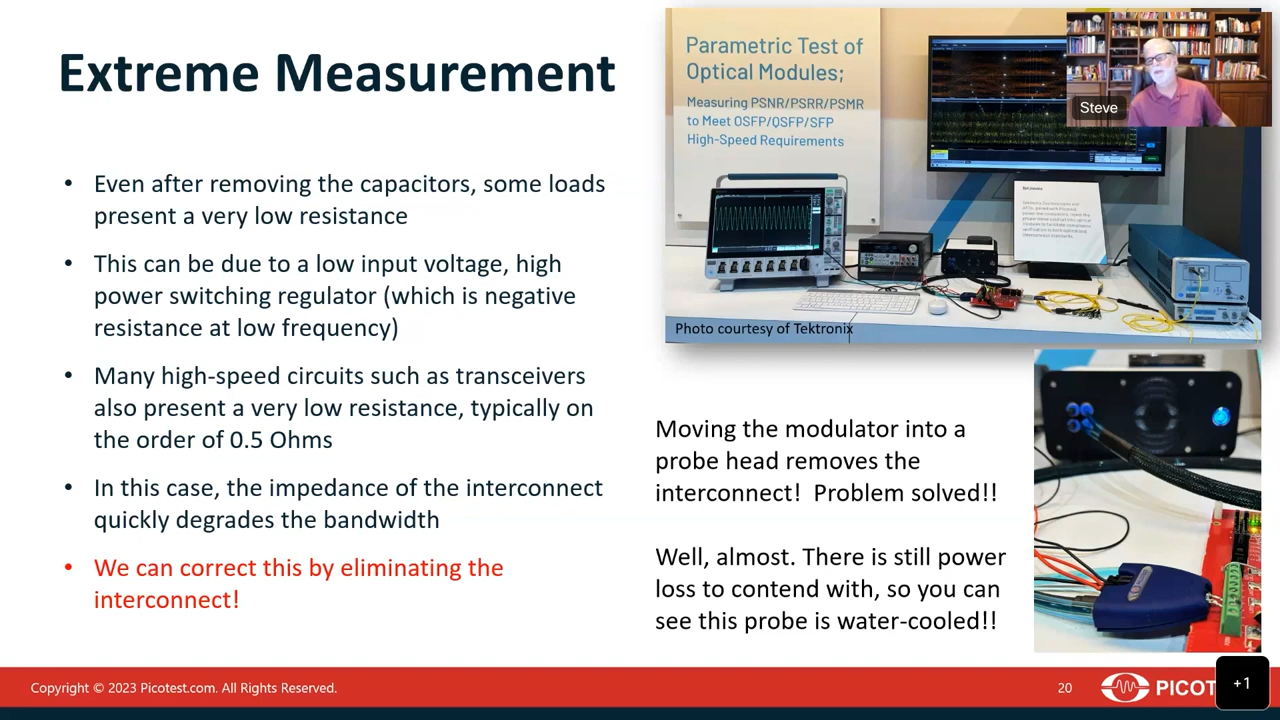 Extreme Measurement
• Even after removing the capacitors, some loads
present a very low resistance
• This can be due to a low input voltage, high
power switching regulator (which is negative
resistance at low frequency)
• Many high-speed circuits such as transceivers
also present a very low resistance, typically on
the order of 0.5 Ohms
• In this case, the impedance of the interconnect
quickly degrades the bandwidth
• We can correct this by eliminating the
interconnect!
Parametric Test of
Optical Modules;
Measuring PSNR/PSRR/PSMR
to Meet OSFP/QSFP/SFP
High-Speed Requirements
Steve
Photo courtesy of Tektronix
Moving the modulator into a
probe head removes the
interconnect! Problem solved!!
Well, almost. There is still power
loss to contend with, so you can
see this probe is water-cooled!!
Copyright © 2023 Picotest.com. All Rights Reserved.
20
PICOT
+1